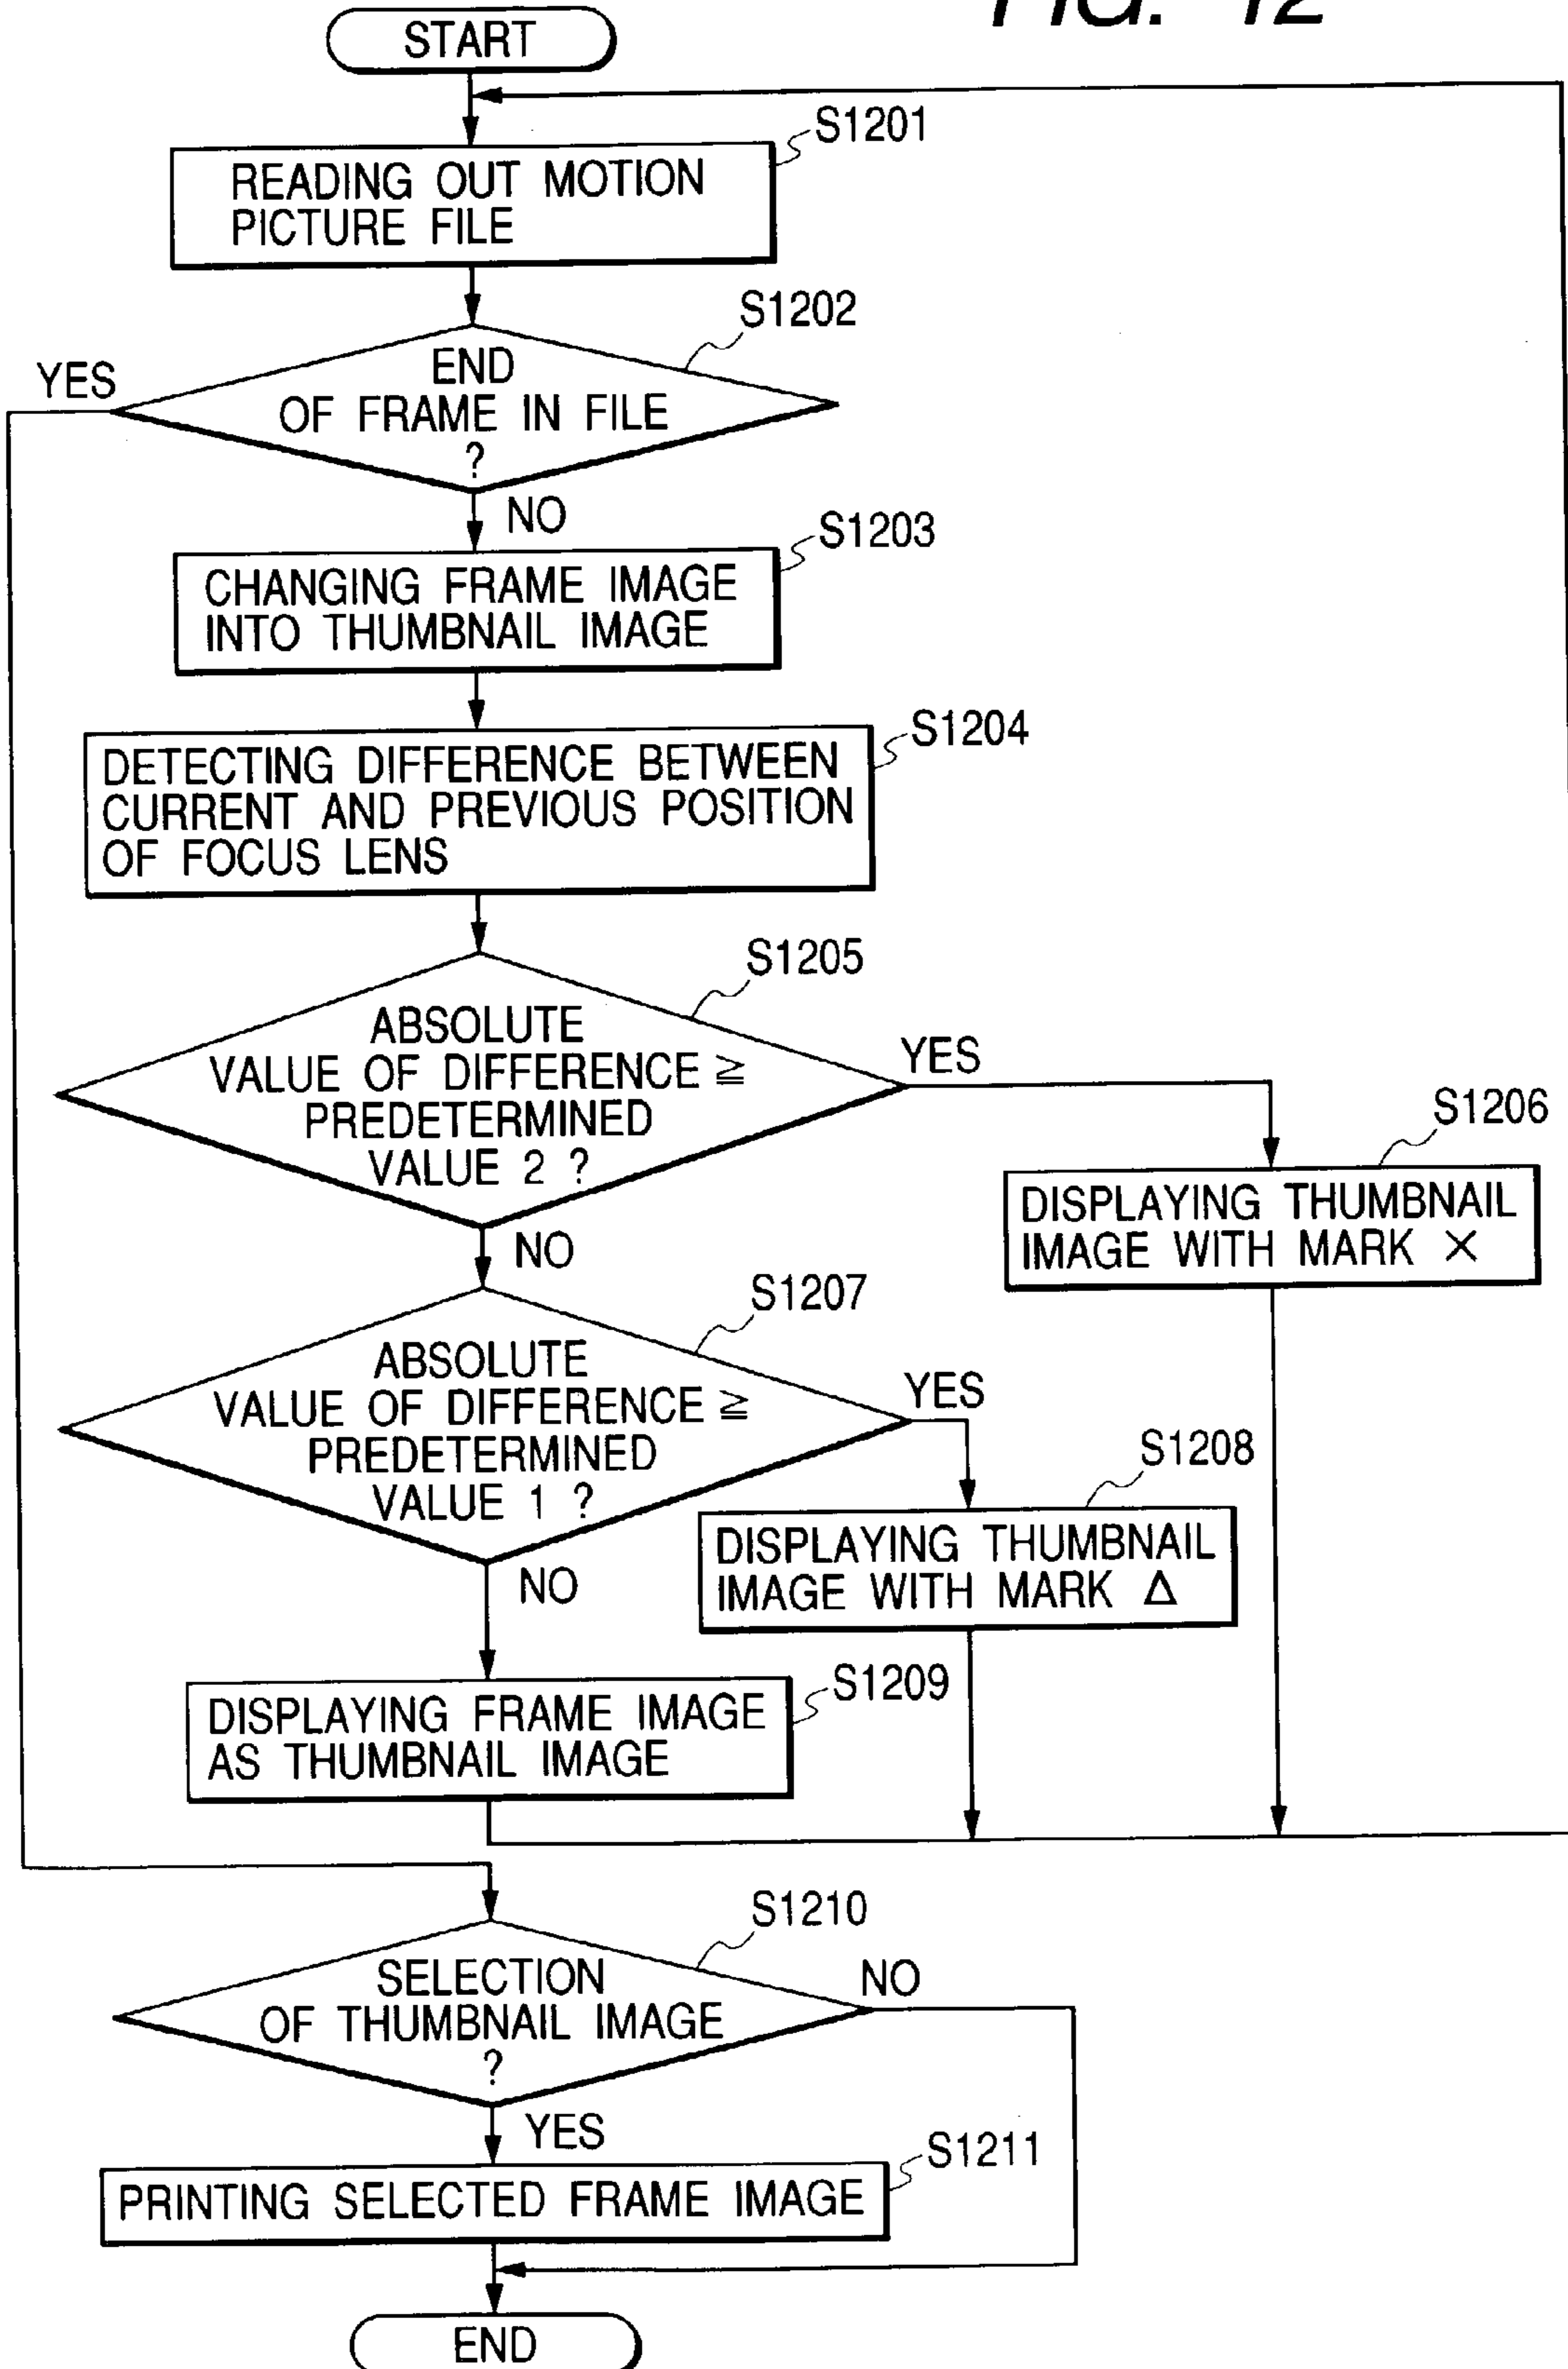 FIG. 12
START
S1201
READING OUT MOTION
PICTURE FILE
S1202
YES
END
OF FRAME IN FILE
?
NO
S1203
CHANGING FRAME IMAGE
INTO THUMBNAIL IMAGE
S1204
DETECTING DIFFERENCE BETWEEN
CURRENT AND PREVIOUS POSITION
OF FOCUS LENS
S1205
ABSOLUTE
VALUE OF DIFFERENCE ≧
PREDETERMINED
VALUE 2 ?
YES
S1206
DISPLAYING THUMBNAIL
IMAGE WITH MARK ×
NO
S1207
ABSOLUTE
VALUE OF DIFFERENCE ≧
PREDETERMINED
VALUE 1 ?
YES
S1208
DISPLAYING THUMBNAIL
IMAGE WITH MARK Δ
NO
S1209
DISPLAYING FRAME IMAGE
AS THUMBNAIL IMAGE
S1210
SELECTION
OF THUMBNAIL IMAGE
?
NO
YES
S1211
PRINTING SELECTED FRAME IMAGE
END